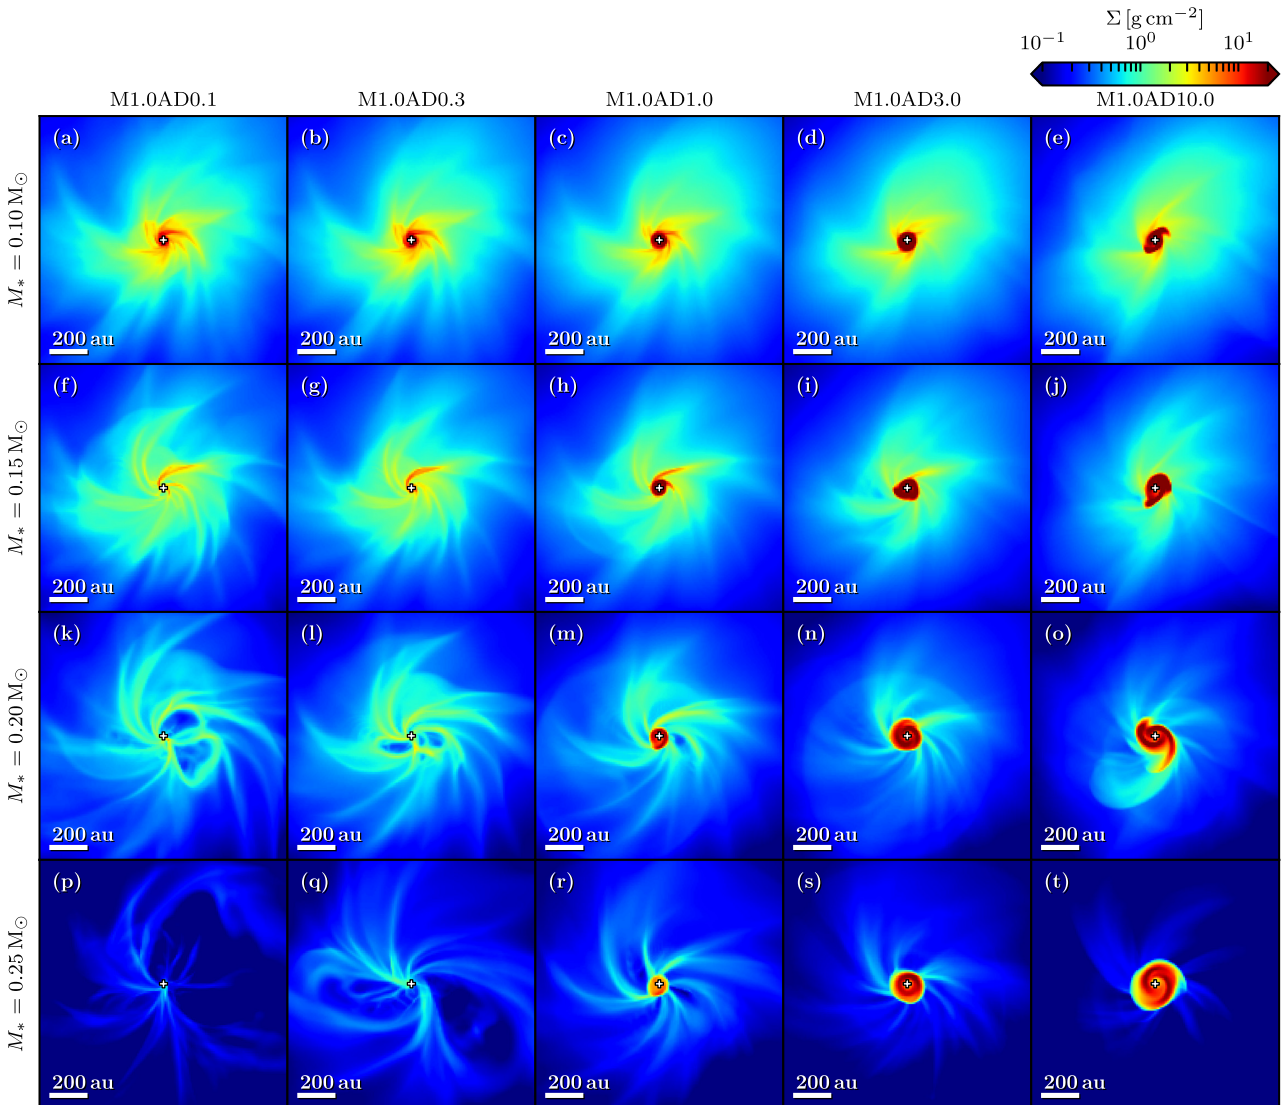 Σ [g cm⁻²]
10⁻¹ 10⁰ 10¹
M1.0AD0.1 M1.0AD0.3 M1.0AD1.0 M1.0AD3.0 M1.0AD10.0
M* = 0.10 M⊙
(a) (b) (c) (d) (e)
200 au 200 au 200 au 200 au 200 au
M* = 0.15 M⊙
(f) (g) (h) (i) (j)
200 au 200 au 200 au 200 au 200 au
M* = 0.20 M⊙
(k) (l) (m) (n) (o)
200 au 200 au 200 au 200 au 200 au
M* = 0.25 M⊙
(p) (q) (r) (s) (t)
200 au 200 au 200 au 200 au 200 au